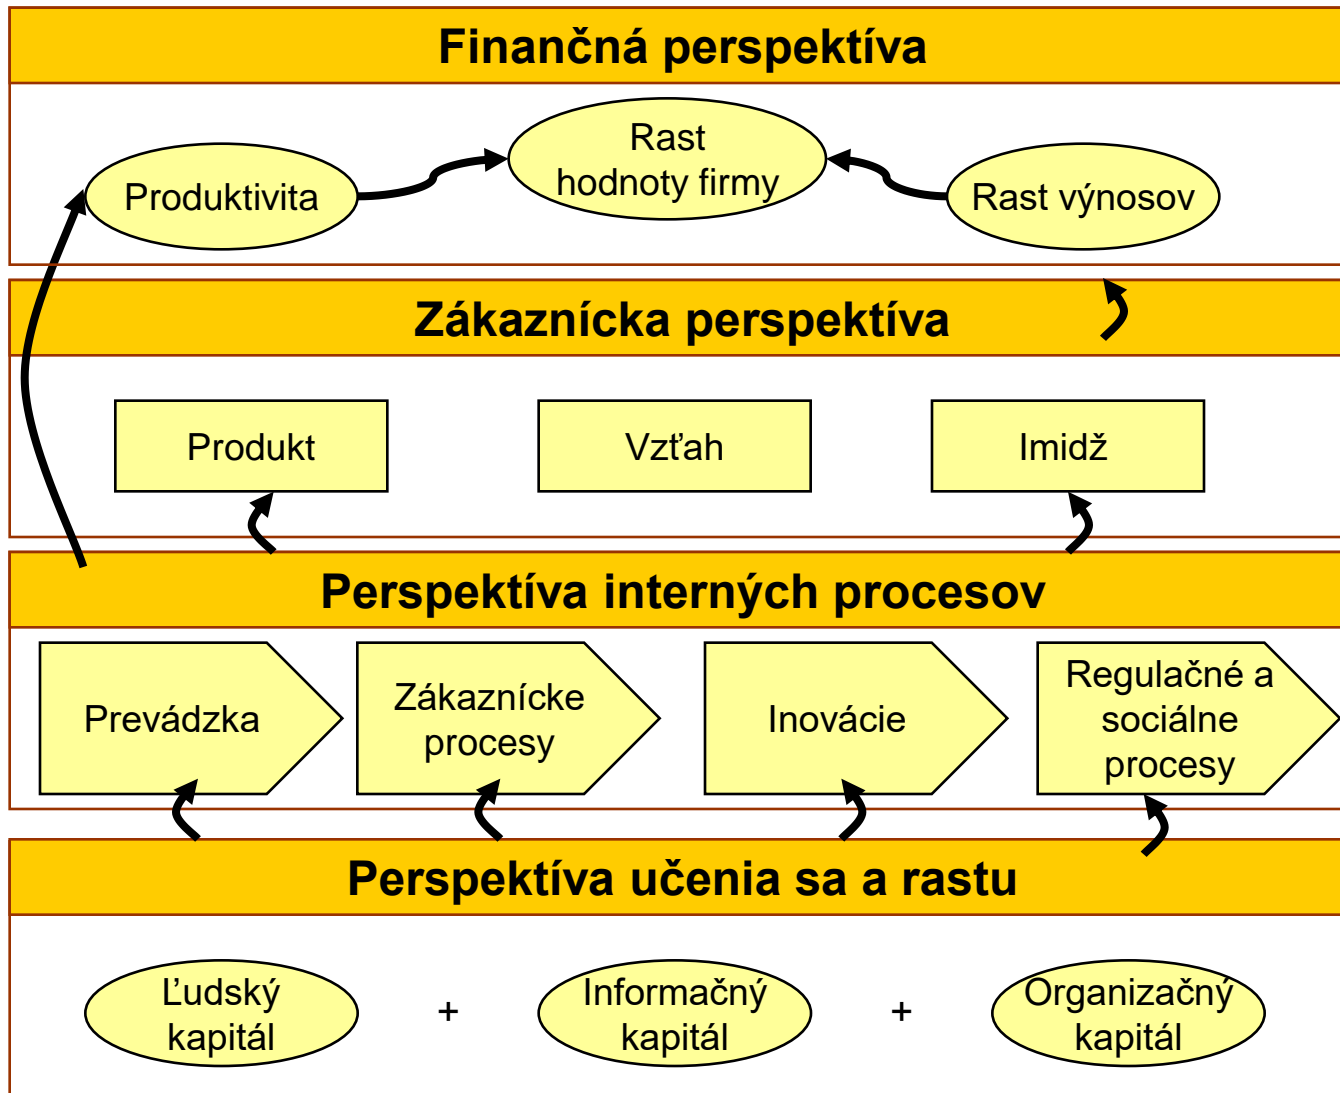 Finančná perspektíva
Rast
hodnoty firmy
Produktivita
Rast výnosov
Zákaznícka perspektíva
Produkt
Vzťah
Imidž
Perspektíva interných procesov
Prevádzka
Zákaznícke
procesy
Inovácie
Regulačné a
sociálne
procesy
Perspektíva učenia sa a rastu
Ľudský
kapitál
+
Informačný
kapitál
+
Organizačný
kapitál